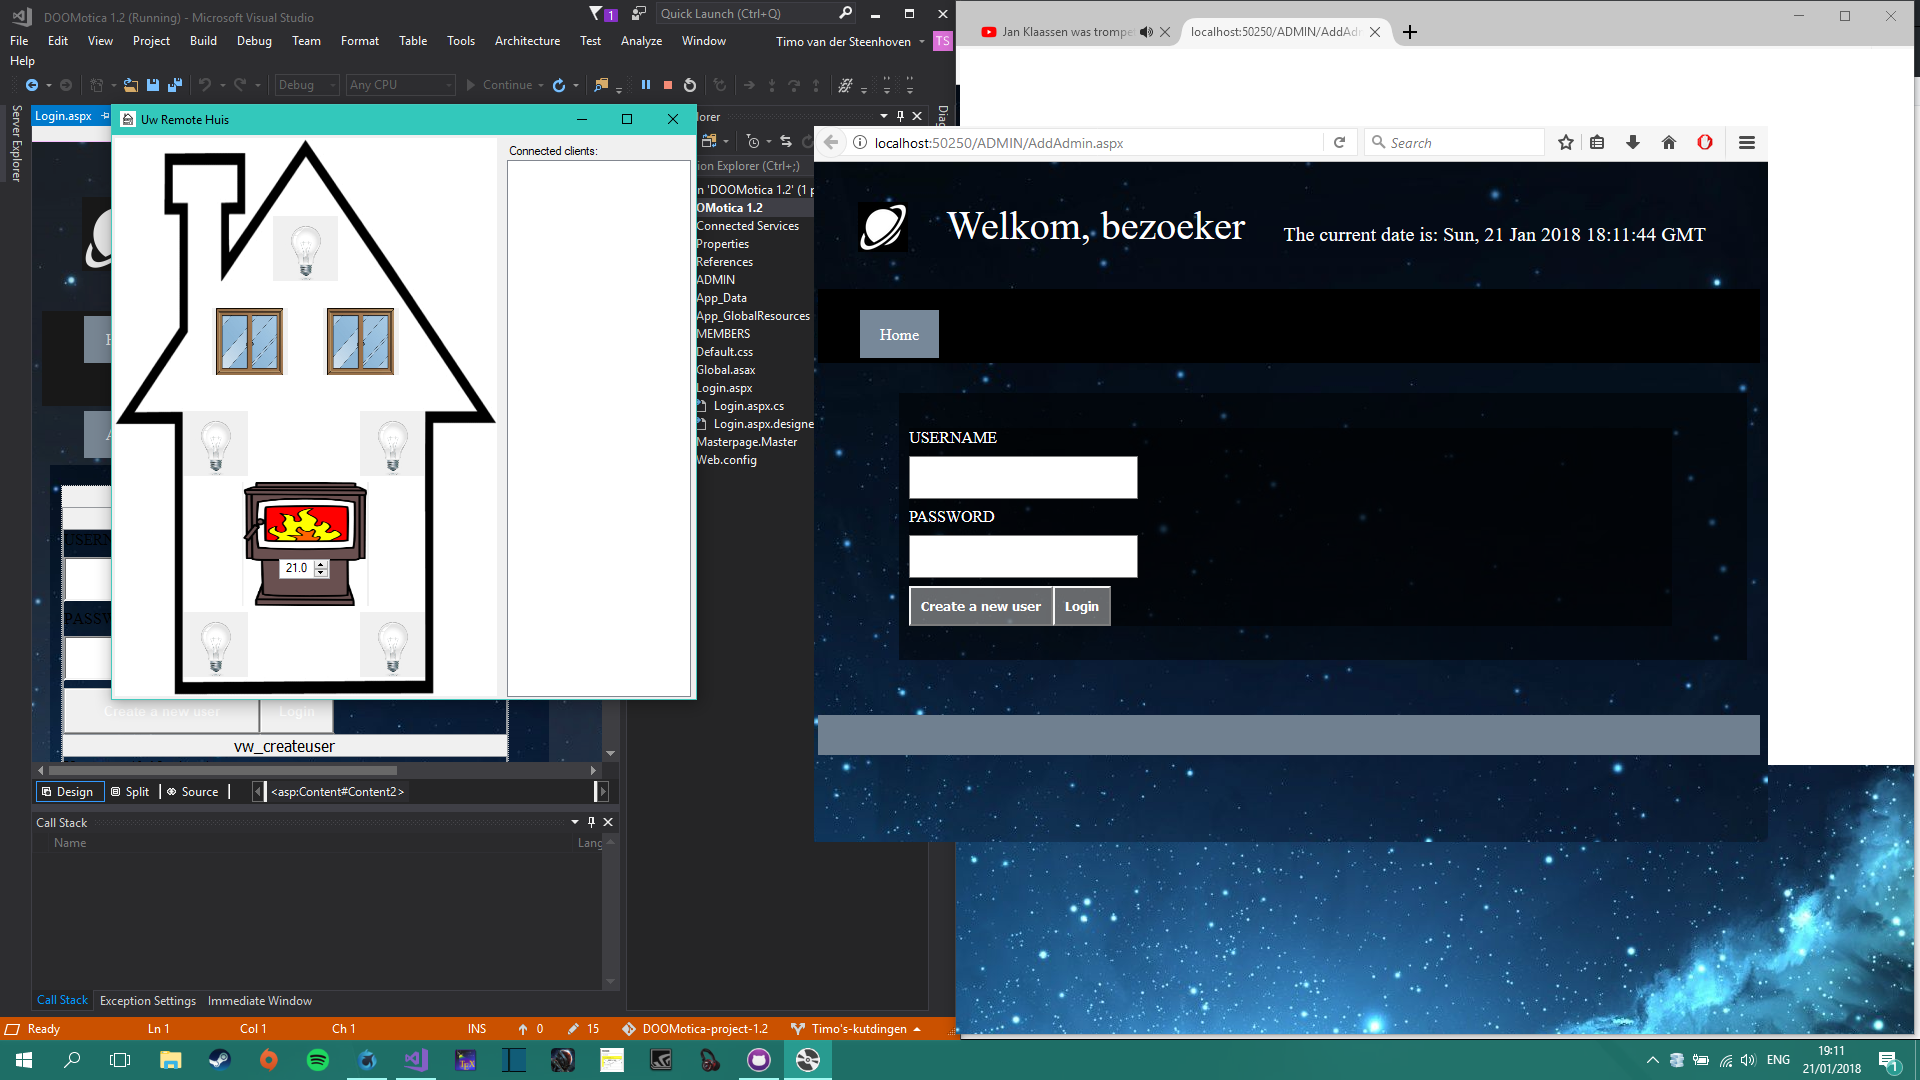 DOOMotica 1.2 (Running) - Microsoft Visual Studio
1
Quick Launch (Ctrl+Q)
File Edit View Project Build Debug Team Format Table Tools Architecture Test Analyze Window
Timo van der Steenhoven
TS
Help
Debug
Any CPU
Continue
Server Explorer
Login.aspx
Uw Remote Huis
Connected clients:
21.0
(Ctrl+;)
'DOOMotica 1.2' (1
OMotica 1.2
Connected Services
Properties
References
ADMIN
App_Data
App_GlobalResources
MEMBERS
Default.css
Global.asax
Login.aspx
Login.aspx.cs
Login.aspx.designe
Masterpage.Master
Web.config
Create a new user
Login
vw_createuser
Design
Split
Source
<asp:Content#Content2>
Call Stack
Name
Lang
Call Stack
Exception Settings
Immediate Window
Ready
Ln 1
Col 1
Ch 1
INS
0
15
DOOMotica-project-1.2
Timo's-kutdingen
Jan Klaassen was trompe
localhost:50250/ADMIN/AddAd
localhost:50250/ADMIN/AddAdmin.aspx
Search
Welkom, bezoeker
The current date is: Sun, 21 Jan 2018 18:11:44 GMT
Home
USERNAME
PASSWORD
Create a new user
Login
ENG
19:11
21/01/2018
1